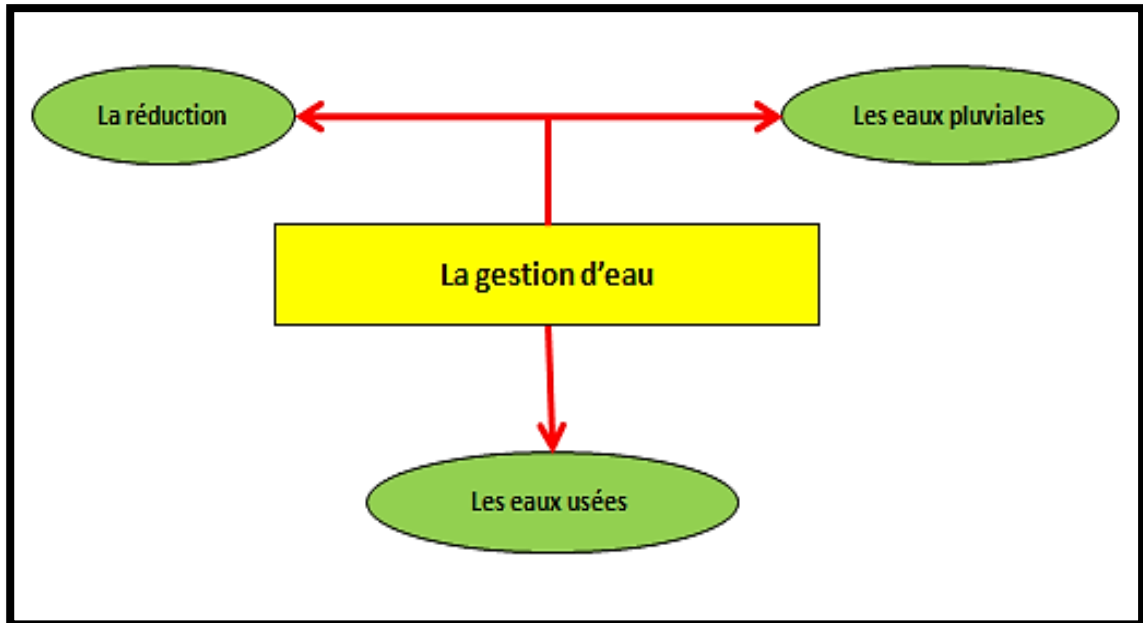 La réduction
Les eaux pluviales
La gestion d’eau
Les eaux usées